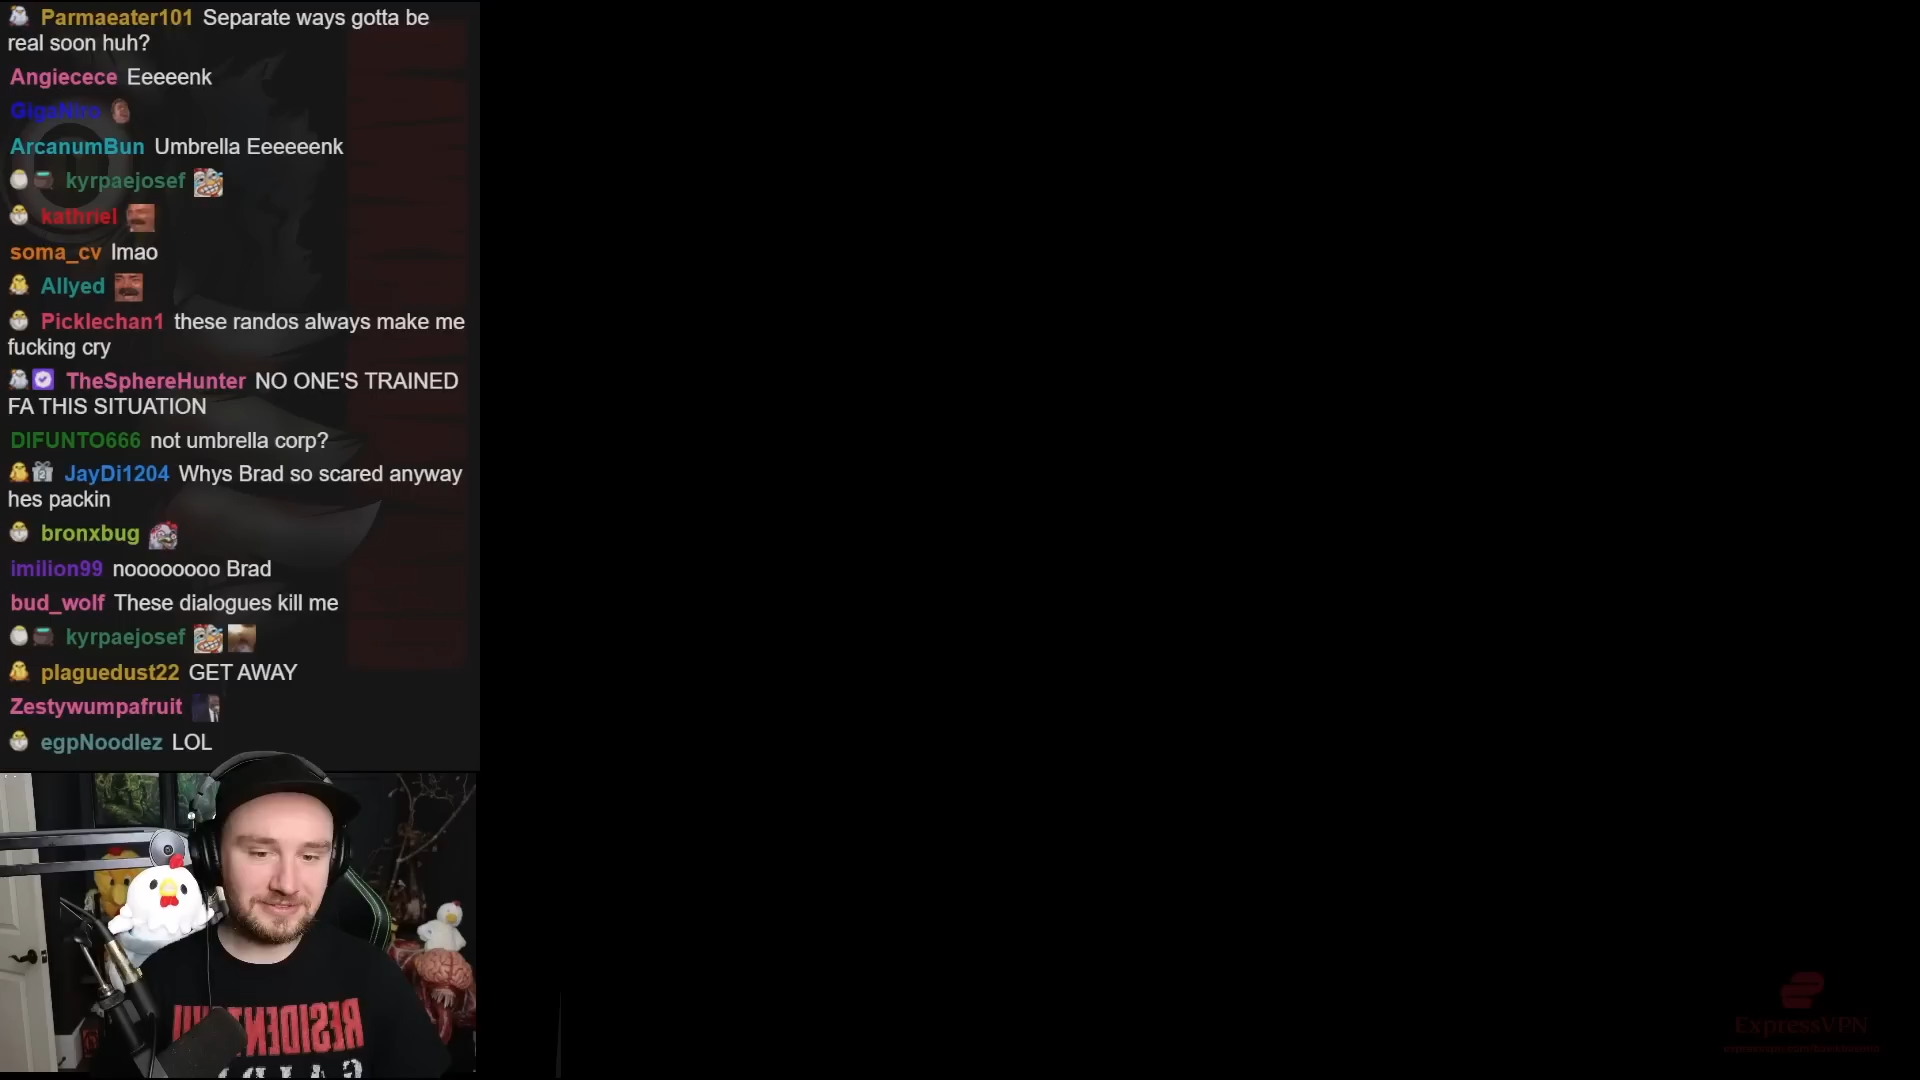 Parmaeater101 Separate ways gotta be
real soon huh?
Angiecece Eeeeenk
GigaNiro
ArcanumBun Umbrella Eeeeeenk
kyrpaejosef
kathriel
soma_cv lmao
Allyed
Picklechan1 these randos always make me
fucking cry
TheSphereHunter NO ONE'S TRAINED
FA THIS SITUATION
DIFUNTO666 not umbrella corp?
JayDi1204 Whys Brad so scared anyway
hes packin
bronxbug
imilion99 noooooooo Brad
bud_wolf These dialogues kill me
kyrpaejosef
plaguedust22 GET AWAY
Zestywumpafruit
egpNoodlez LOL
RESIDENT
ExpressVPN